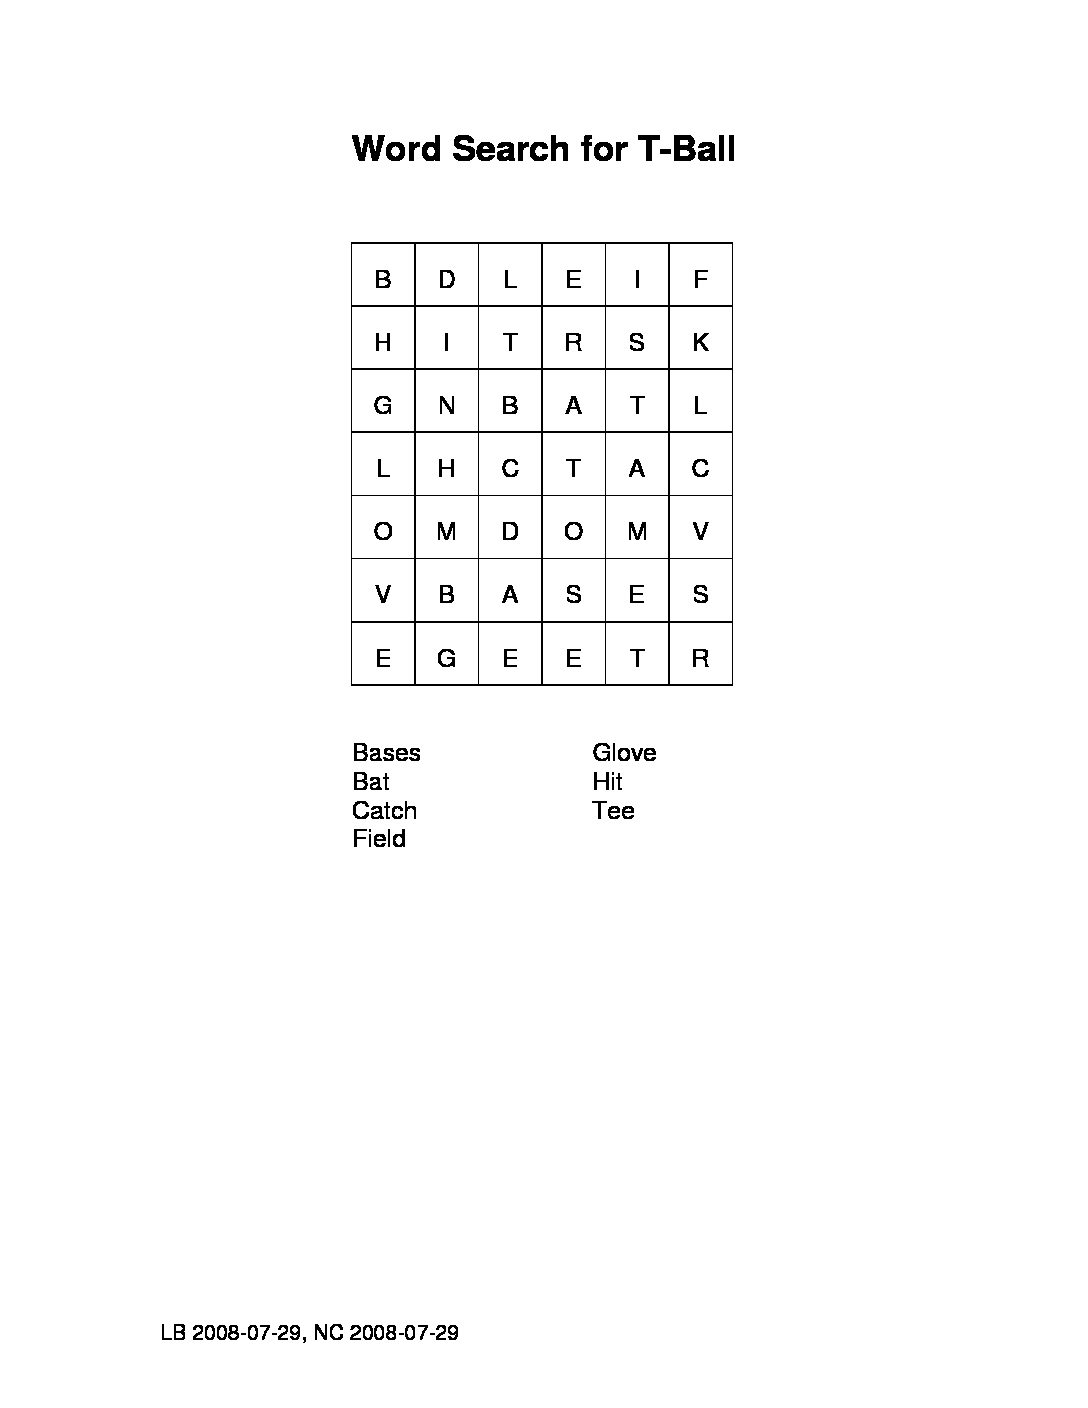 Word Search for T-Ball
B D L E I F
H I T R S K
G N B A T L
L H C T A C
O M D O M V
V B A S E S
E G E E T R
Bases Glove
Bat Hit
Catch Tee
Field
LB 2008-07-29, NC 2008-07-29